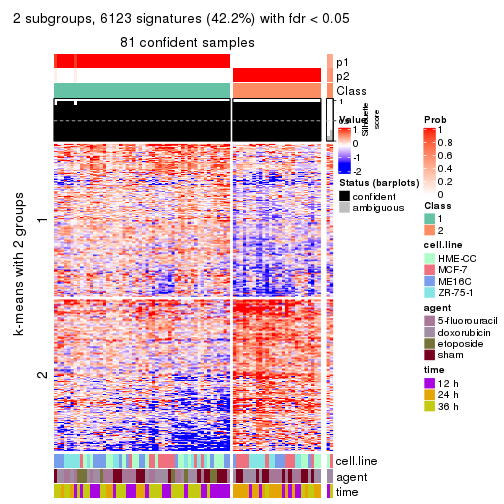 2 subgroups, 6123 signatures (42.2%) with fdr < 0.05
81 confident samples
p1
p2
Class
1
0.5
0
Silhouette
score
k-means with 2 groups
1
2
cell.line
agent
time
Value
1
0
-1
-2
Status (barplots)
confident
ambiguous
Prob
1
0.8
0.6
0.4
0.2
0
Class
1
2
cell.line
HME-CC
MCF-7
ME16C
ZR-75-1
agent
5-fluorouracil
doxorubicin
etoposide
sham
time
12 h
24 h
36 h